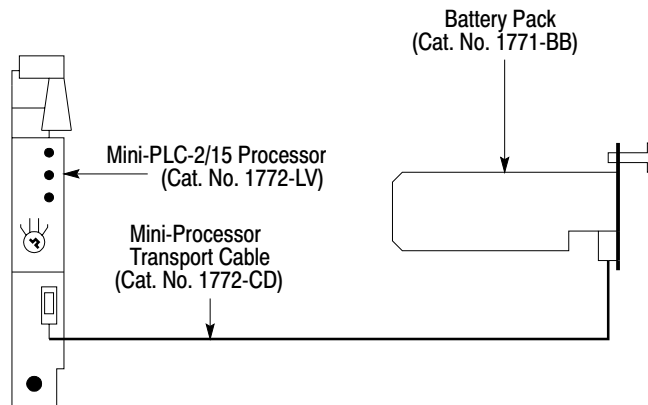 Battery Pack
(Cat. No. 1771-BB)
Mini-PLC-2/15 Processor
(Cat. No. 1772-LV)
Mini-Processor
Transport Cable
(Cat. No. 1772-CD)